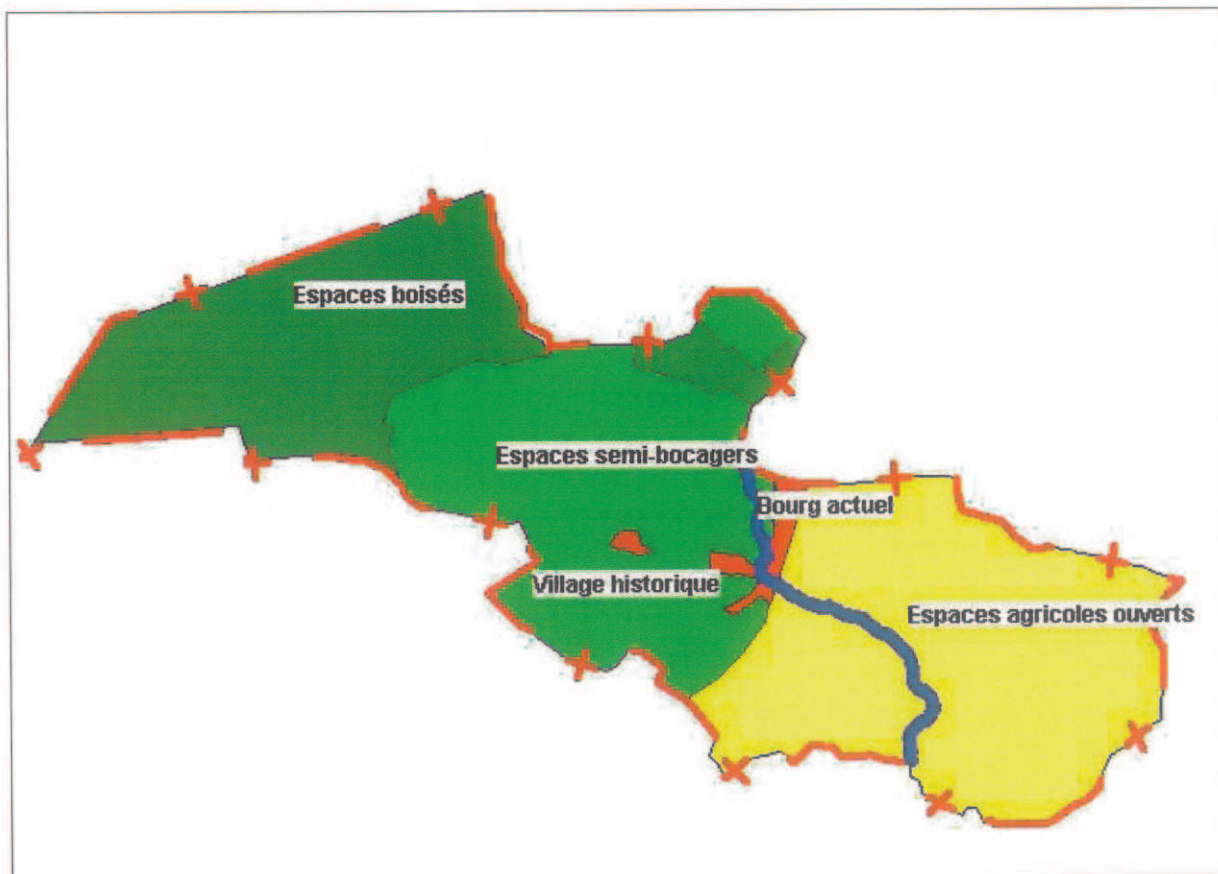 Espaces boisés
Espaces semi-bocagers
Bourg actuel
Village historique
Espaces agricoles ouverts